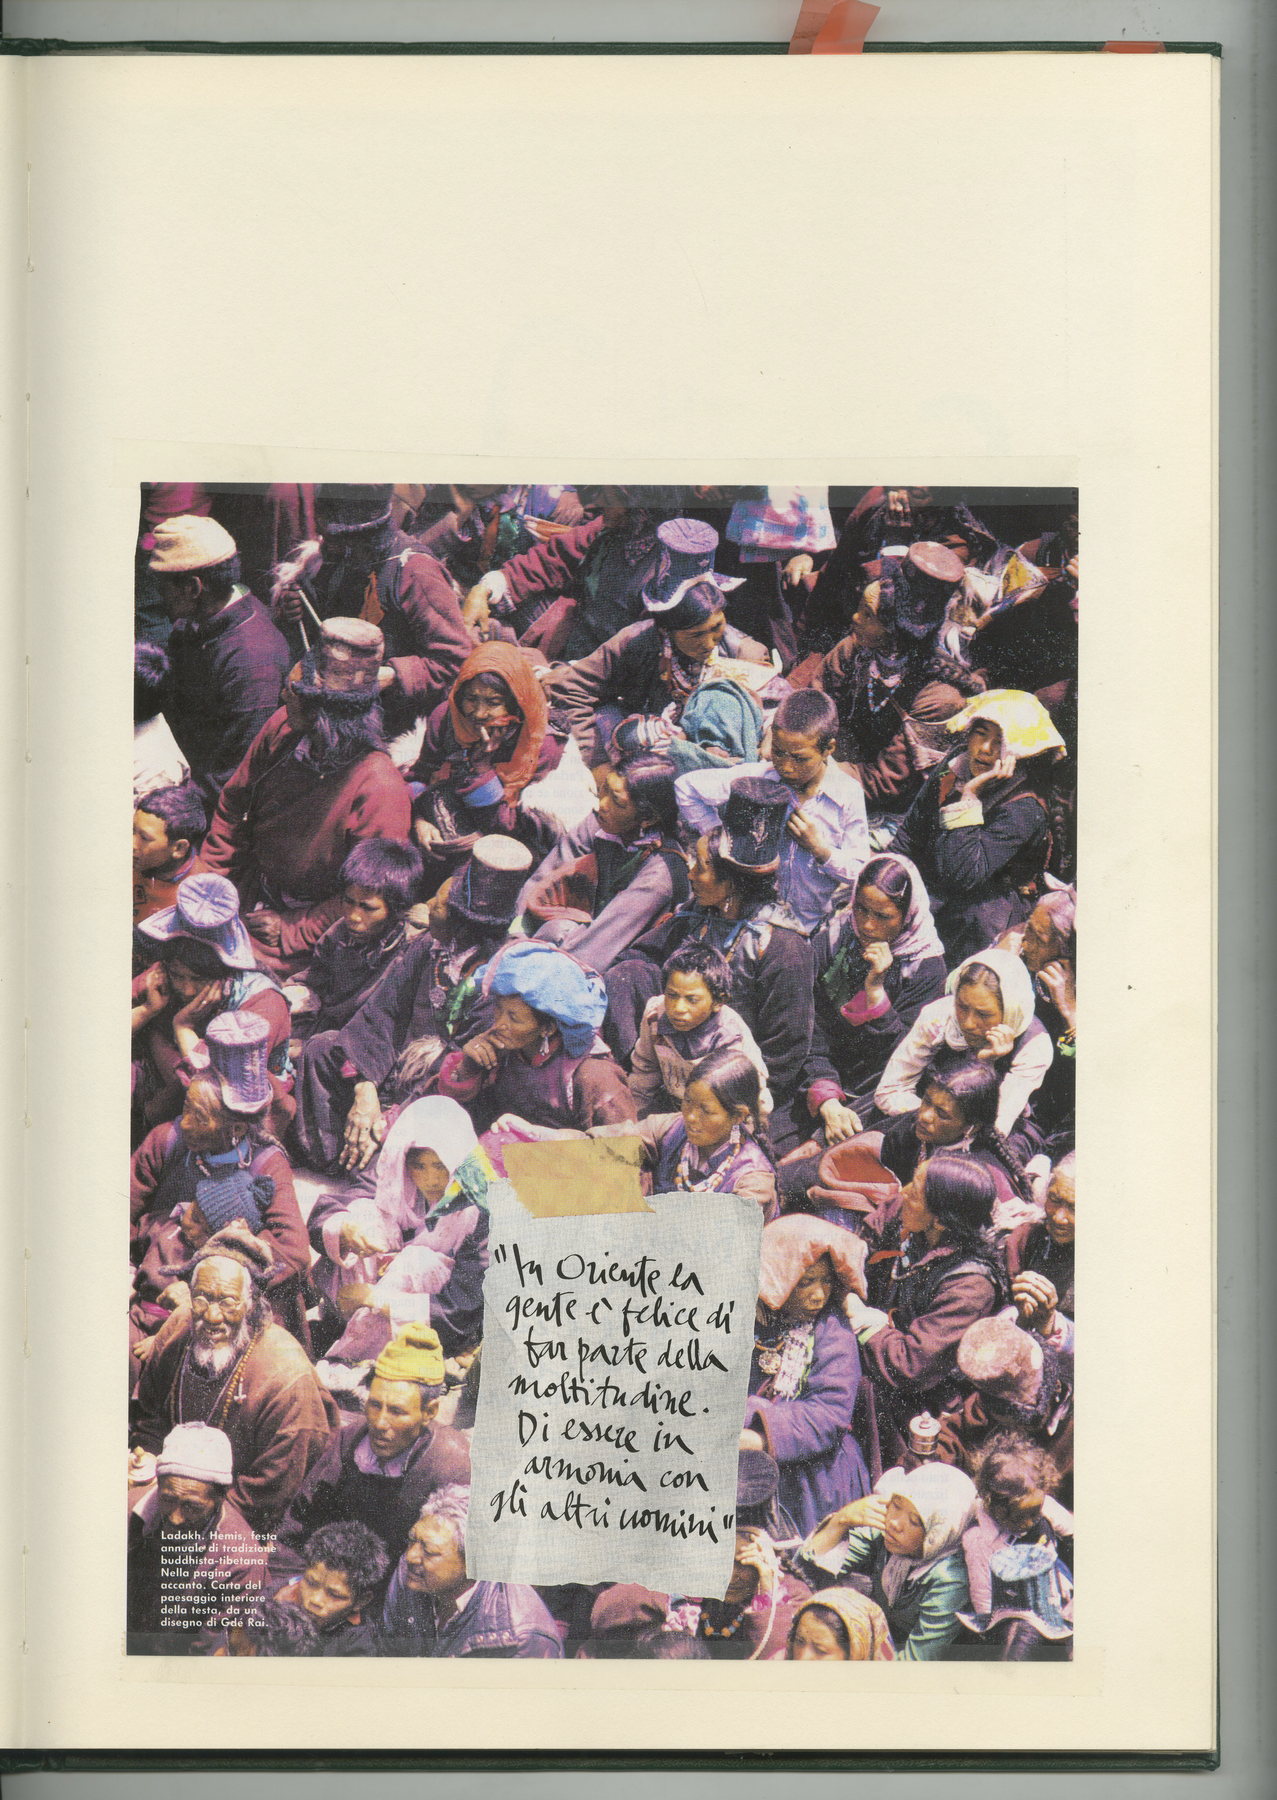 "In Oriente la
gente è felice di
far parte della
moltitudine.
Di essere in
armonia con
gli altri uomini"
Ladakh. Hemis, festa
annuale di tradizione
buddhista-tibetana.
Nella pagina
accanto. Carta del
paesaggio interiore
della testa, da un
disegno di Gdé Rai.